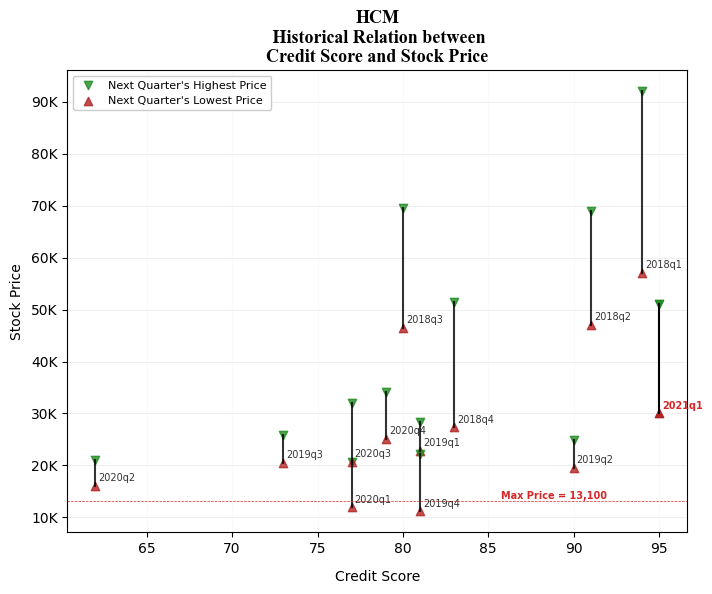 HCM
Historical Relation between
Credit Score and Stock Price
Next Quarter's Highest Price
Next Quarter's Lowest Price
90K
80K
70K
60K
50K
40K
30K
20K
10K
Stock Price
2018q1
2018q3
2018q2
2021q1
2018q4
2020q4
2019q1
2020q3
2019q3
2019q2
2020q2
Max Price = 13,100
2020q1
2019q4
65
70
75
80
85
90
95
Credit Score